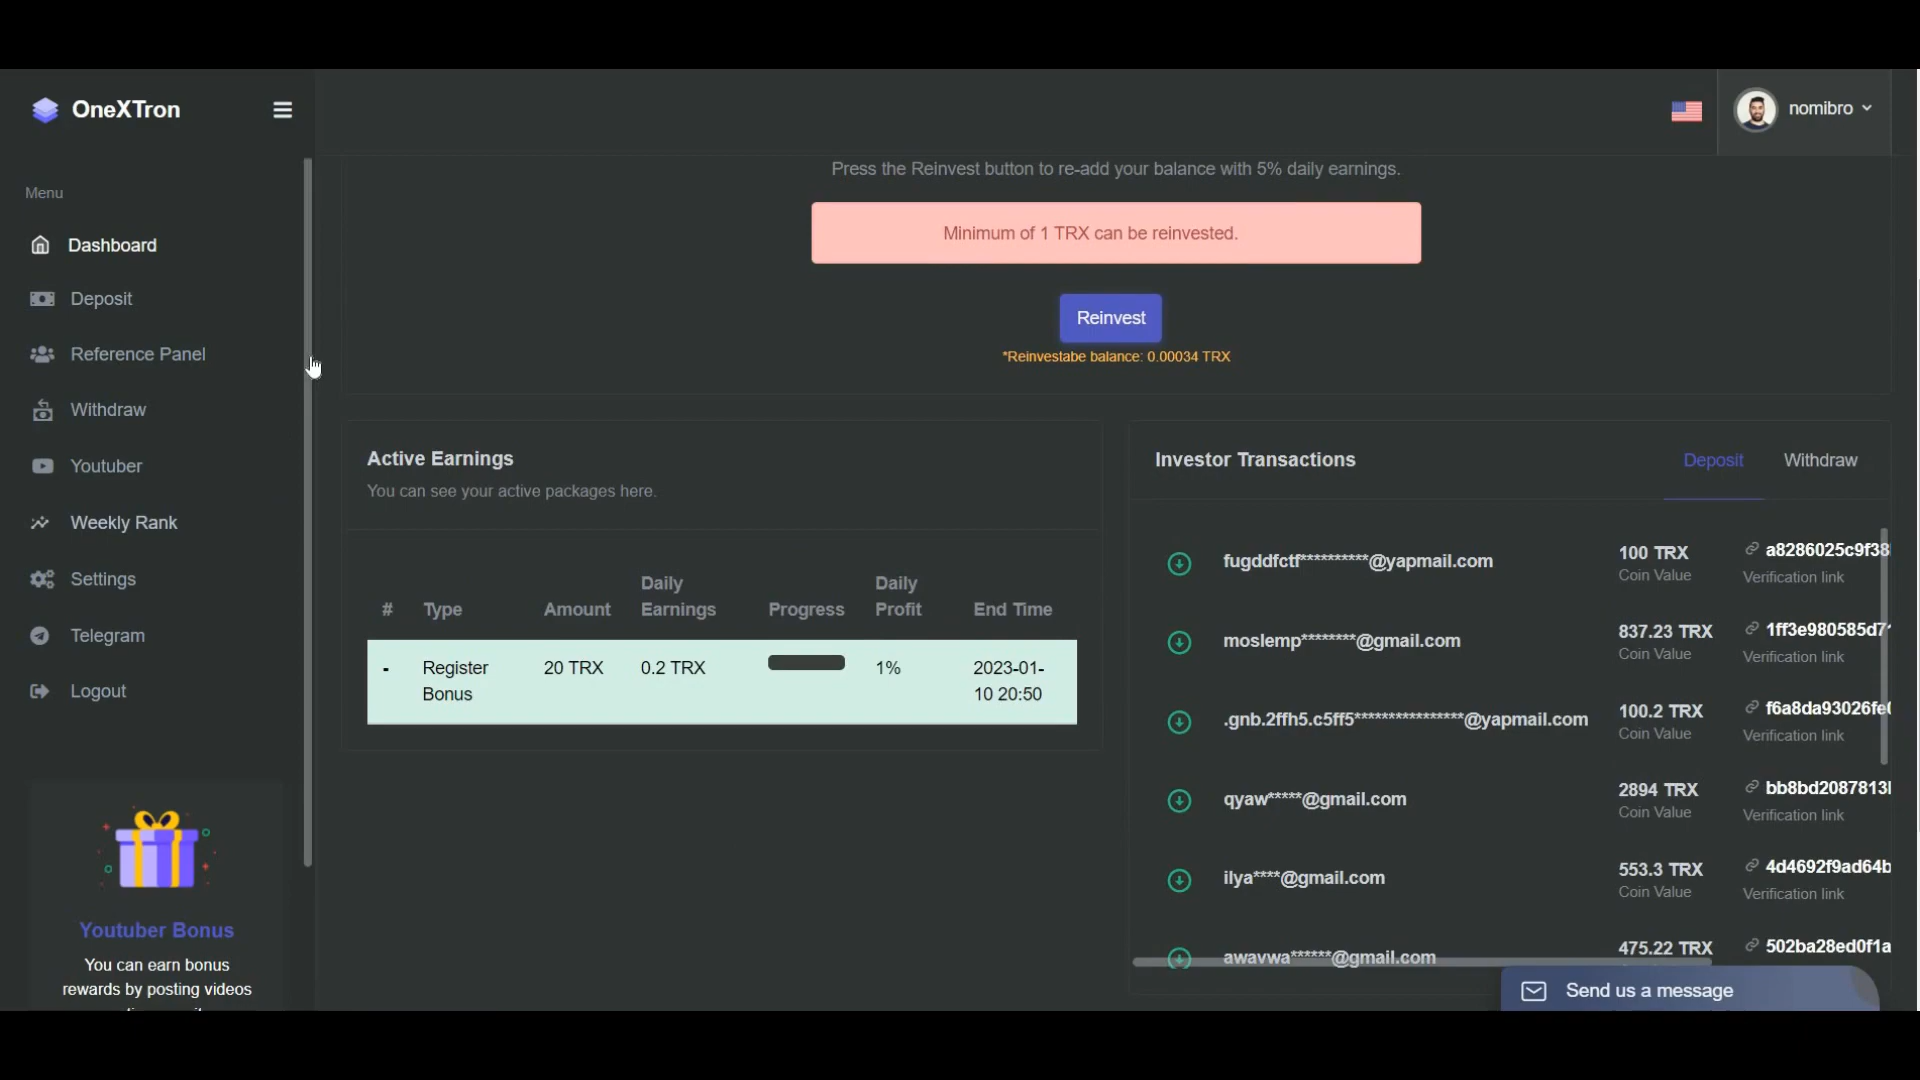 OneXTron
nomibro
Menu
Dashboard
Deposit
Reference Panel
Withdraw
Youtuber
Weekly Rank
Settings
Telegram
Logout
Youtuber Bonus
You can earn bonus
rewards by posting videos
Press the Reinvest button to re-add your balance with 5% daily earnings.
Minimum of 1 TRX can be reinvested.
Reinvest
*Reinvestabe balance: 0.00034 TRX
Active Earnings
You can see your active packages here.
# Type Amount Daily Earnings Progress Daily Profit End Time
- Register Bonus 20 TRX 0.2 TRX 1% 2023-01-10 20:50
Investor Transactions
Deposit Withdraw
fugddfctf**********@yapmail.com 100 TRX a8286025c9f38
Coin Value Verification link
moslemp********@gmail.com 837.23 TRX 1ff3e980585d7
Coin Value Verification link
.gnb.2ffh5.c5ff5****************@yapmail.com 100.2 TRX f6a8da93026fe
Coin Value Verification link
qyaw*****@gmail.com 2894 TRX bb8bd2087813
Coin Value Verification link
ilya****@gmail.com 553.3 TRX 4d4692f9ad64b
Coin Value Verification link
awavwa******@gmail.com 475.22 TRX 502ba28ed0f1a
Send us a message